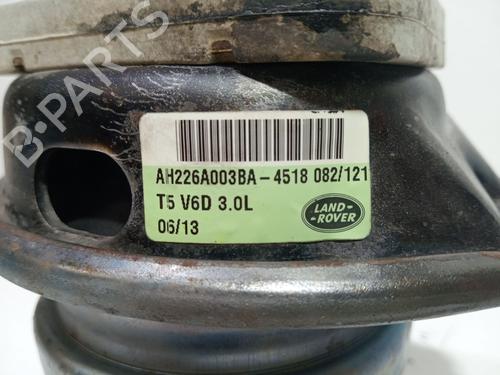 B-PARTS
AH226A003BA-4518 082/121
T5 V6D 3.0L
06/13
LAND-
ROVER